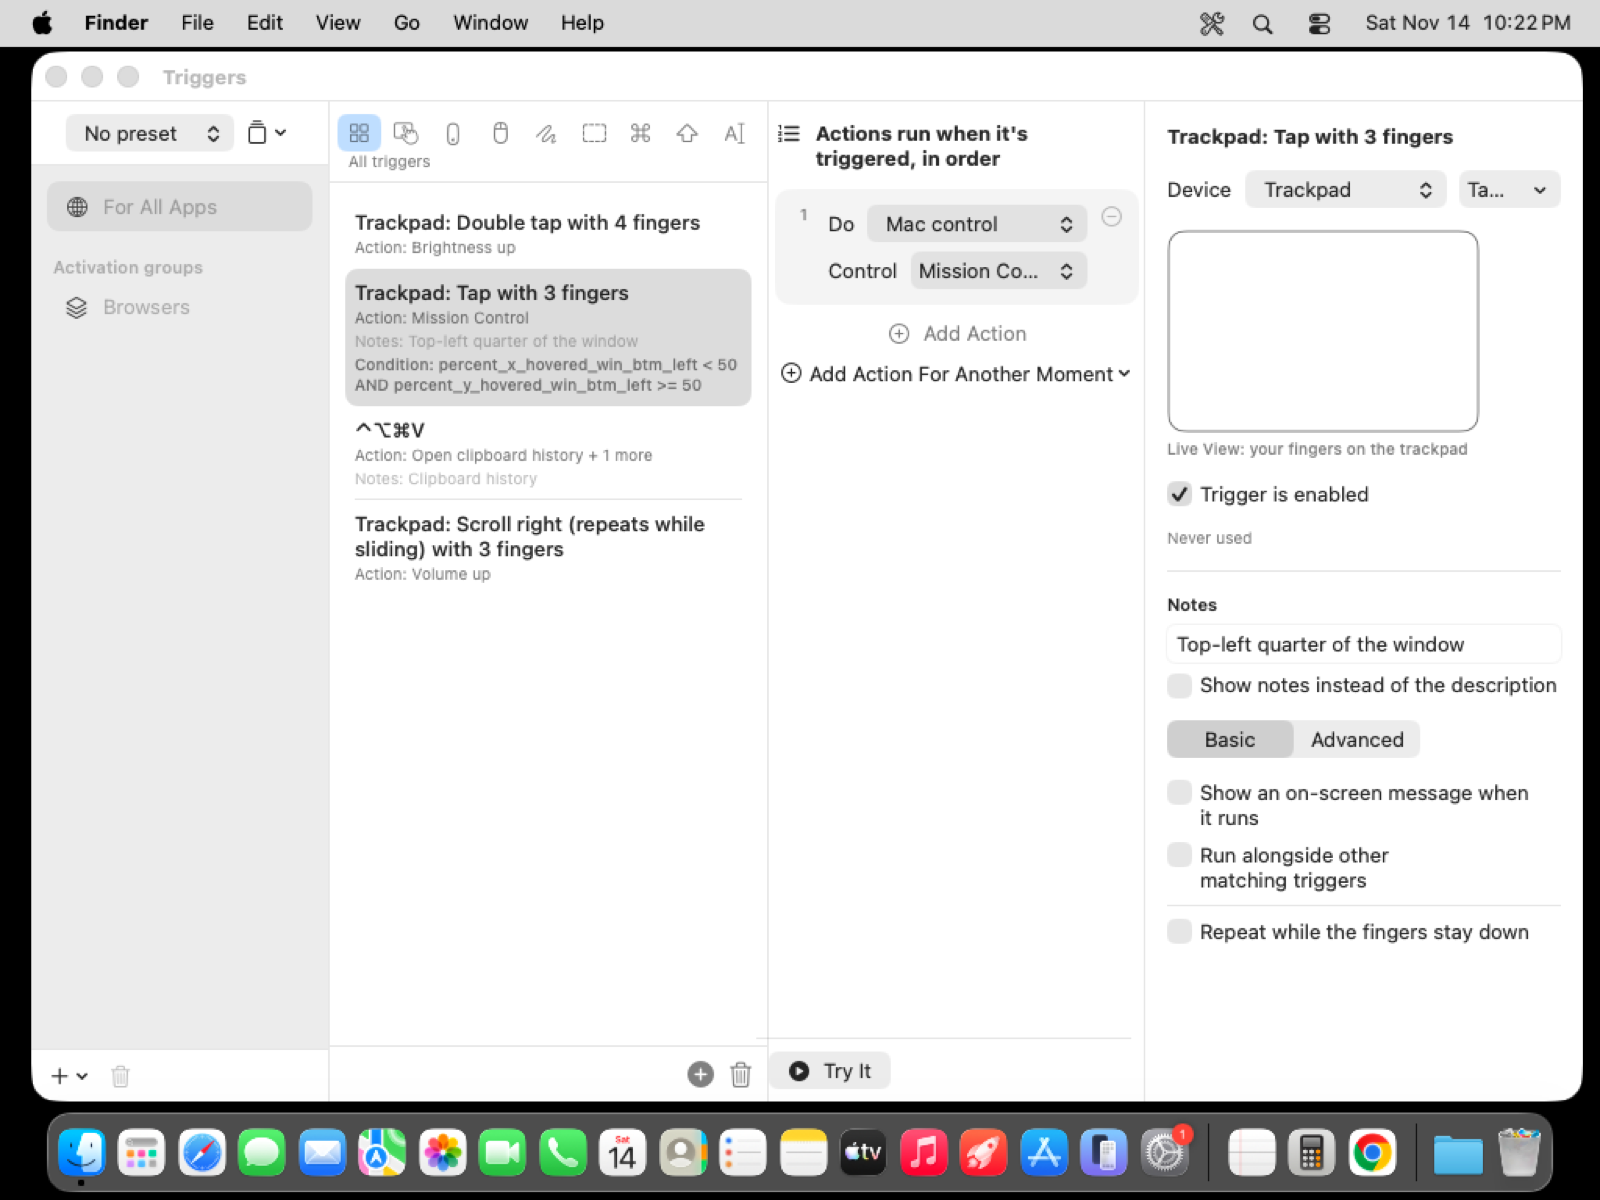 Finder File Edit View Go Window Help Sat Nov 14 10:22 PM
Triggers
No preset
All triggers
For All Apps
Activation groups
Browsers
Trackpad: Double tap with 4 fingers
Action: Brightness up
Trackpad: Tap with 3 fingers
Action: Mission Control
Notes: Top-left quarter of the window
Condition: percent_x_hovered_win_btm_left < 50
AND percent_y_hovered_win_btm_left >= 50
^⌥⌘V
Action: Open clipboard history + 1 more
Notes: Clipboard history
Trackpad: Scroll right (repeats while
sliding) with 3 fingers
Action: Volume up
Actions run when it's
triggered, in order
1 Do Mac control
Control Mission Co...
Add Action
Add Action For Another Moment
Try It
Trackpad: Tap with 3 fingers
Device Trackpad Ta...
Live View: your fingers on the trackpad
Trigger is enabled
Never used
Notes
Top-left quarter of the window
Show notes instead of the description
Basic Advanced
Show an on-screen message when
it runs
Run alongside other
matching triggers
Repeat while the fingers stay down
Sat
14
tv
1